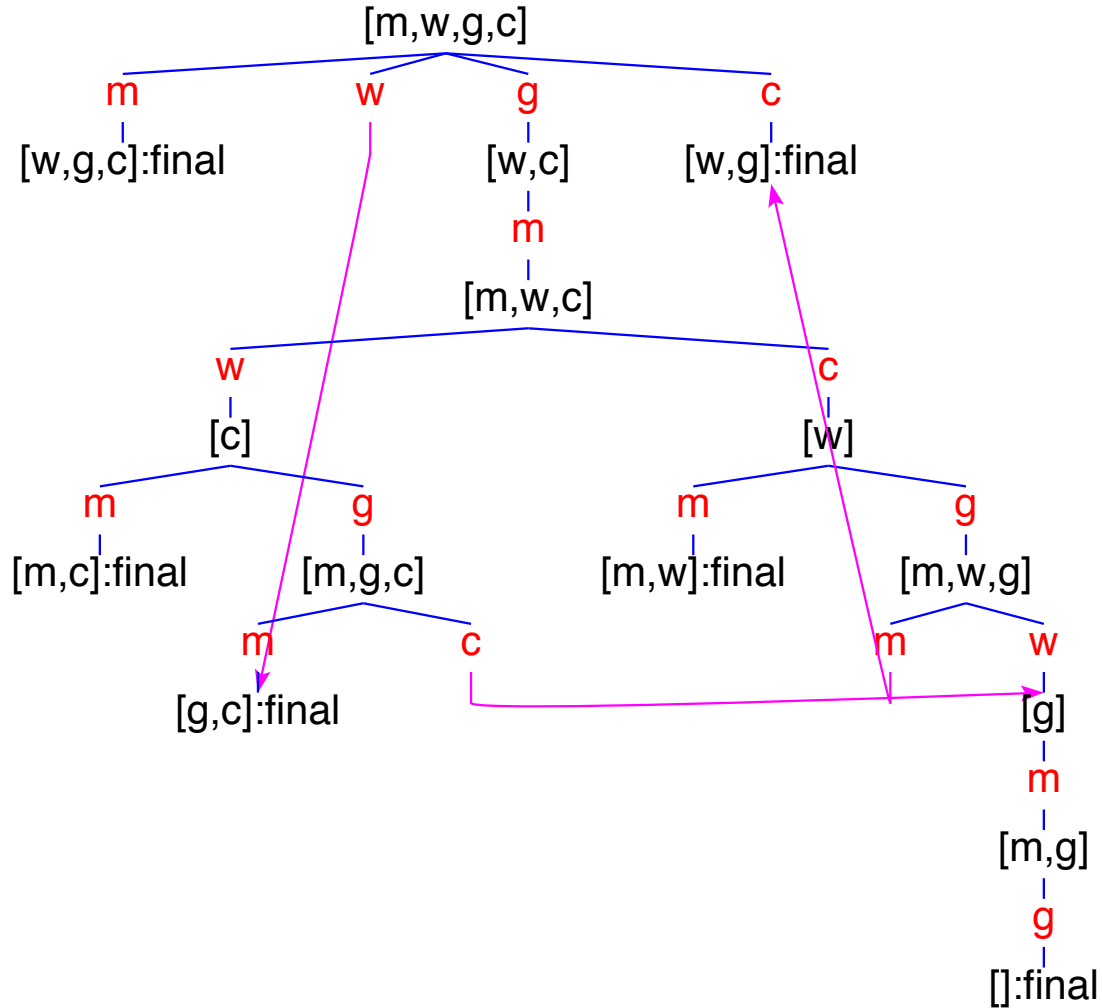 [m,w,g,c]
m w g c
[w,g,c]:final [w,c] [w,g]:final
m
[m,w,c]
w c
[c] [w]
m g m g
[m,c]:final [m,g,c] [m,w]:final [m,w,g]
m c m w
[g,c]:final [g]
m
[m,g]
g
[]:final